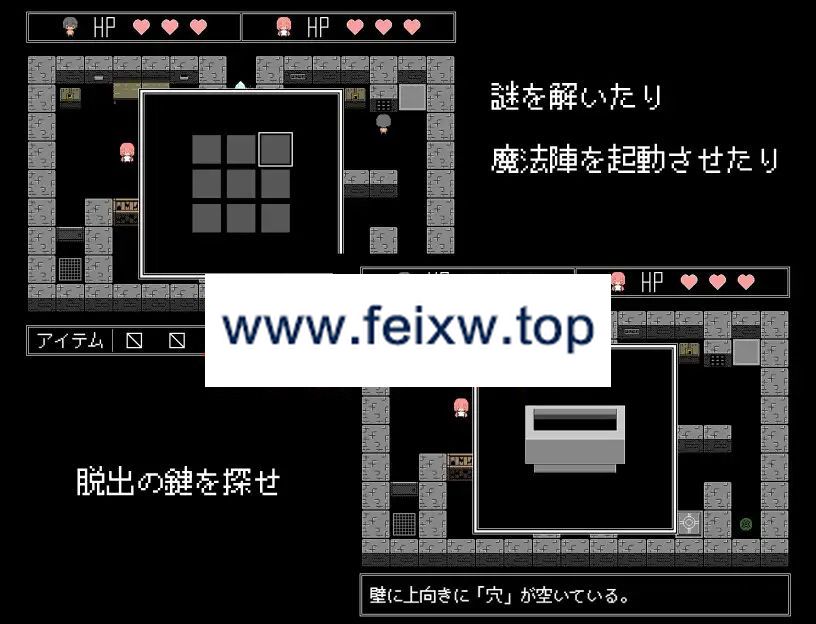 HP
HP
謎を解いたり
魔法陣を起動させたり
HP
アイテム
www.feixw.top
脱出の鍵を探せ
壁に上向きに「穴」が空いている。